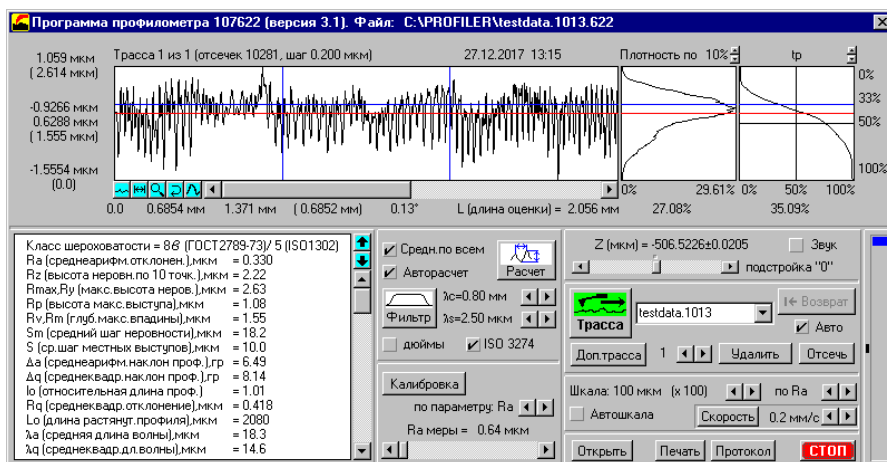 Программа профилометра 107622 (версия 3.1). Файл: C:\PROFILER\testdata.1013.622
1.059 мкм
(2.614 мкм)
Трасса 1 из 1 (отсечек 10281, шаг 0.200 мкм)
27.12.2017 13:15
Плотность по 10%
tp
0%
-0.9266 мкм
33%
0.6288 мкм
(1.555 мкм)
50%
-1.5554 мкм
(0.0)
100%
0% 29.61% 0% 50% 100%
0.0 0.6854 мм 1.371 мм (0.6852 мм) 0.13° L (длина оценки) = 2.056 мм 27.08% 35.09%
Класс шероховатости = 8б (ГОСТ2789-73)/ 5 (ISO1302)
Ra (среднеарифм.отклонен.),мкм = 0.330
Rz (высота неровн.по 10 точк.),мкм = 2.22
Rmax,Ry (макс.высота неров.),мкм = 2.63
Rp (высота макс.выступа),мкм = 1.08
Rv,Rm (глуб.макс.впадины),мкм = 1.55
Sm (средний шаг неровности),мкм = 18.2
S (ср.шаг местных выступов),мкм = 10.0
Δa (среднеарифм.наклон проф.),гр = 6.49
Δq (среднеквадр.наклон проф.),гр = 8.14
lo (относительная длина проф.) = 1.01
Rq (среднеквадр.отклонение),мкм = 0.418
Lo (длина растянут.профиля),мкм = 2080
λa (средняя длина волны),мкм = 18.3
λq (среднеквадр.дл.волны),мкм = 14.6
Средн.по всем
Авторасчет
Расчет
Фильтр
λc=0.80 мм
λs=2.50 мкм
дюймы
ISO 3274
Калибровка
по параметру: Ra
Ra меры = 0.64 мкм
Z (мкм) = -506.5226±0.0205
Звук
подстройка "0"
Трасса
testdata.1013
Возврат
Авто
Доп.трасса 1 Удалить Отсечь
Шкала: 100 мкм (x 100) по Ra
Автошкала Скорость 0.2 мм/с
Открыть Печать Протокол СТОП